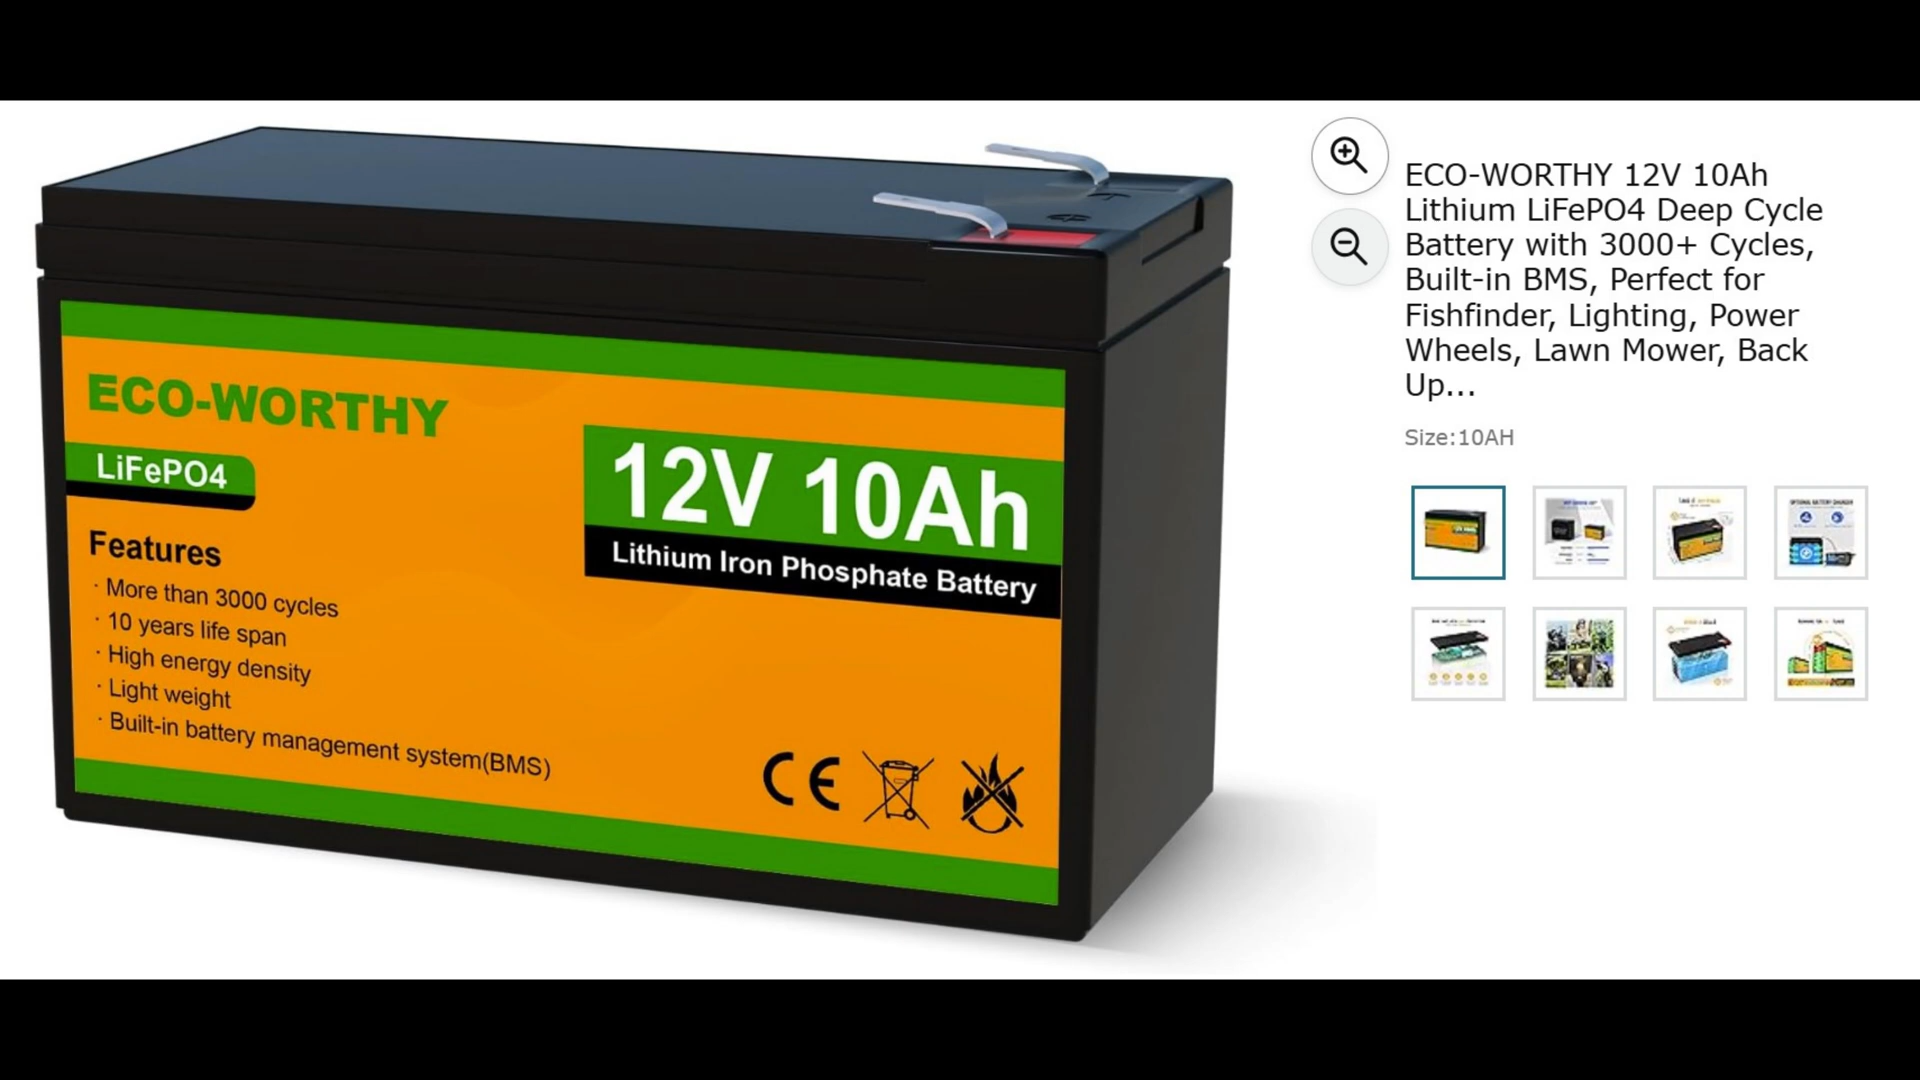 ECO-WORTHY
LiFePO4
12V 10Ah
Lithium Iron Phosphate Battery
Features
· More than 3000 cycles
· 10 years life span
· High energy density
· Light weight
· Built-in battery management system(BMS)
CE
ECO-WORTHY 12V 10Ah
Lithium LiFePO4 Deep Cycle
Battery with 3000+ Cycles,
Built-in BMS, Perfect for
Fishfinder, Lighting, Power
Wheels, Lawn Mower, Back
Up...
Size:10AH